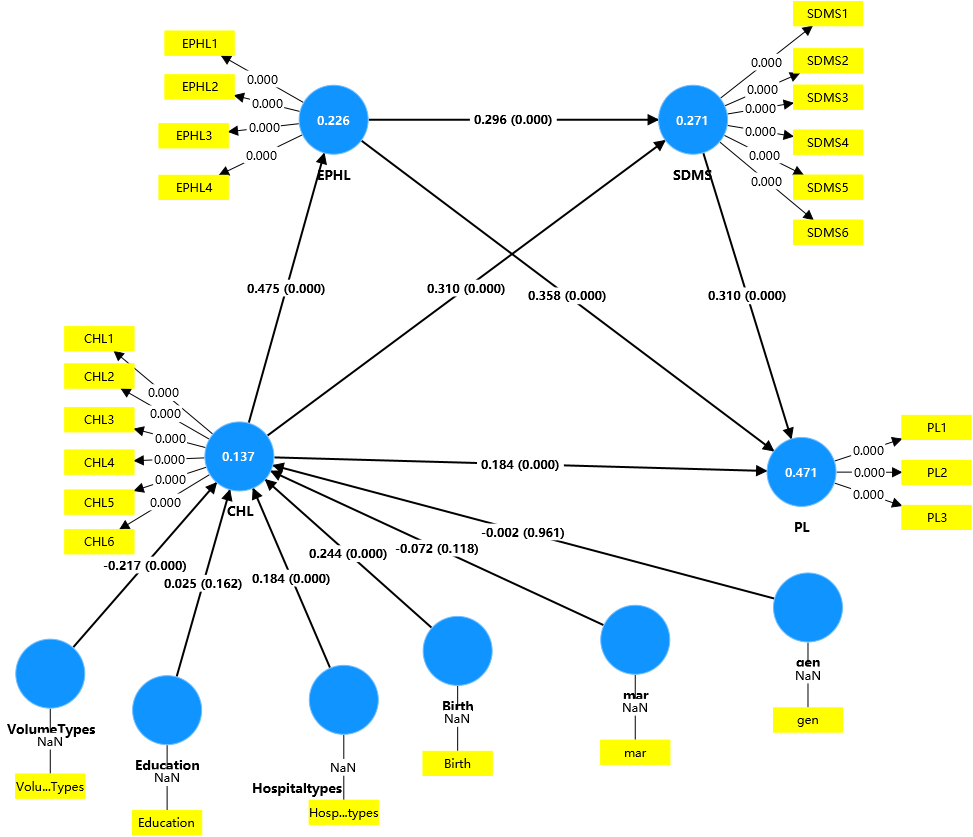 SDMS1
EPHL1
SDMS2
0.000
0.000
EPHL2
0.000
SDMS3
0.000
0.000
0.226
0.296 (0.000)
0.271
EPHL3
0.000
0.000
SDMS4
0.000
0.000
EPHL
SDMS
0.000
EPHL4
SDMS5
SDMS6
0.475 (0.000)
0.310 (0.000)
0.358 (0.000)
0.310 (0.000)
CHL1
CHL2
0.000
CHL3
0.000
PL1
0.000
0.000
CHL4
0.000
0.137
0.184 (0.000)
0.471
0.000
PL2
CHL5
0.000
0.000
PL3
0.000
CHL
PL
CHL6
-0.217 (0.000)
0.025 (0.162)
0.184 (0.000)
0.244 (0.000)
-0.072 (0.118)
-0.002 (0.961)
gen
NaN
gen
mar
NaN
mar
Birth
NaN
Birth
VolumeTypes
NaN
Volu...Types
Education
NaN
Education
NaN
Hospitaltypes
Hosp...types